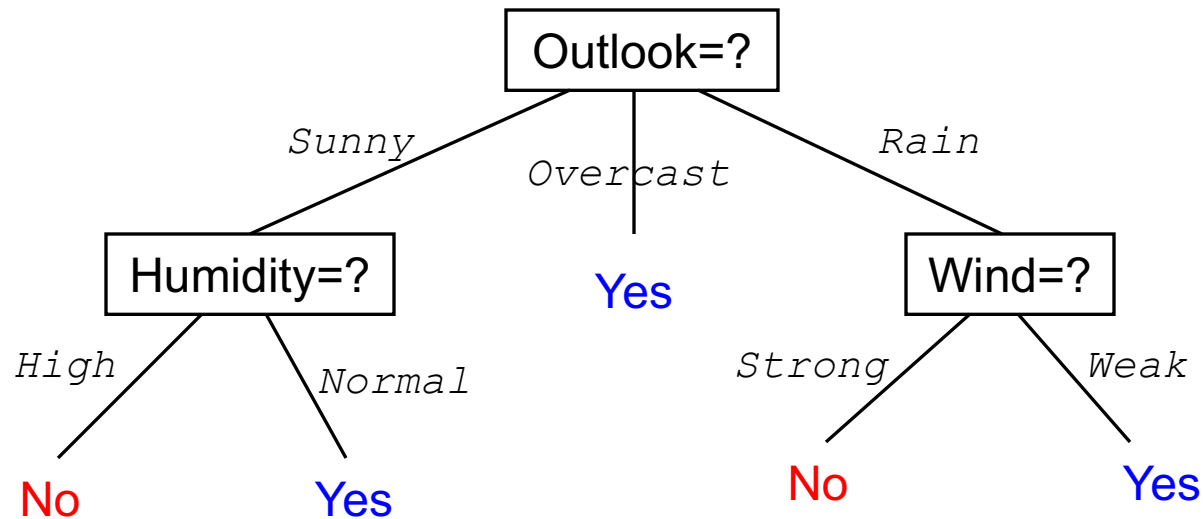 Outlook=?
Sunny
Overcast
Rain
Humidity=?
Yes
Wind=?
High
Normal
Strong
Weak
No
Yes
No
Yes